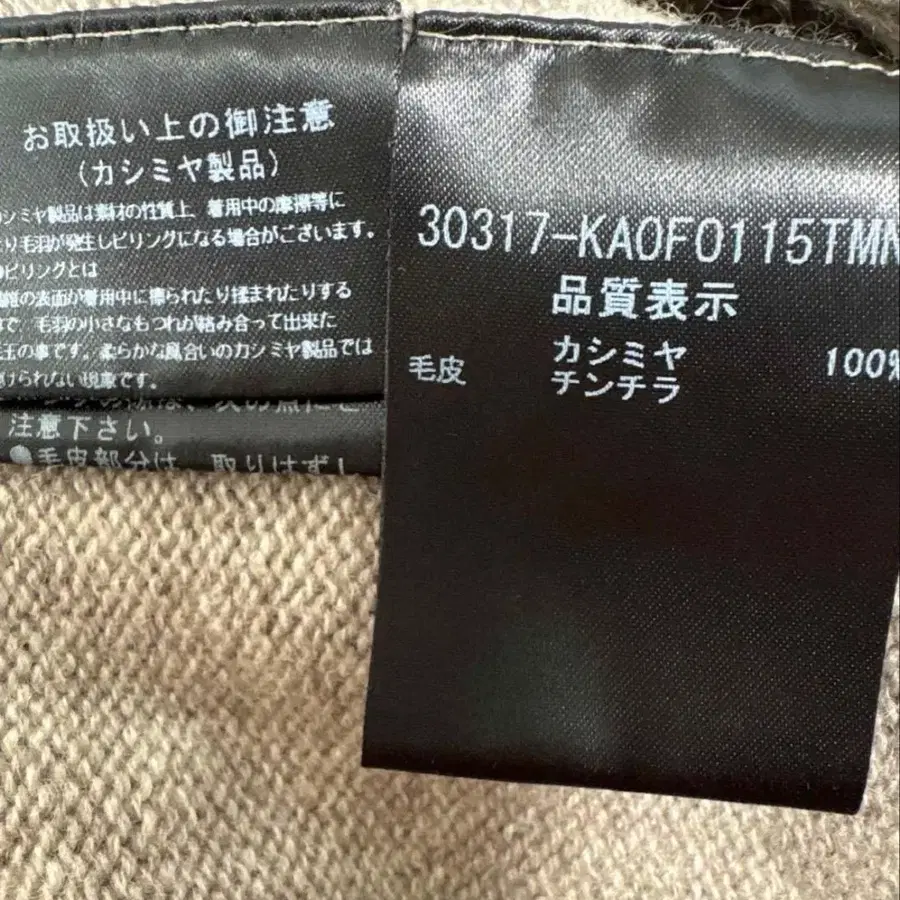 お取扱い上の御注意
(カシミヤ製品)
シミヤ製品は素材の性質上、着用中の摩擦等に
り毛羽が発生しピリングになる場合がございます。
ピリングとは
の表面が着用中に擦られたり揉まれたりする
で、毛羽の小さなもつれが絡み合って出来た
玉の事です。柔らかな風合いのカシミヤ製品では
けられない現象です。
注意下さい。
●毛皮部分は、取りはずし
30317-KA0F0115TMN
品質表示
カシミヤ 100%
毛皮 チンチラ